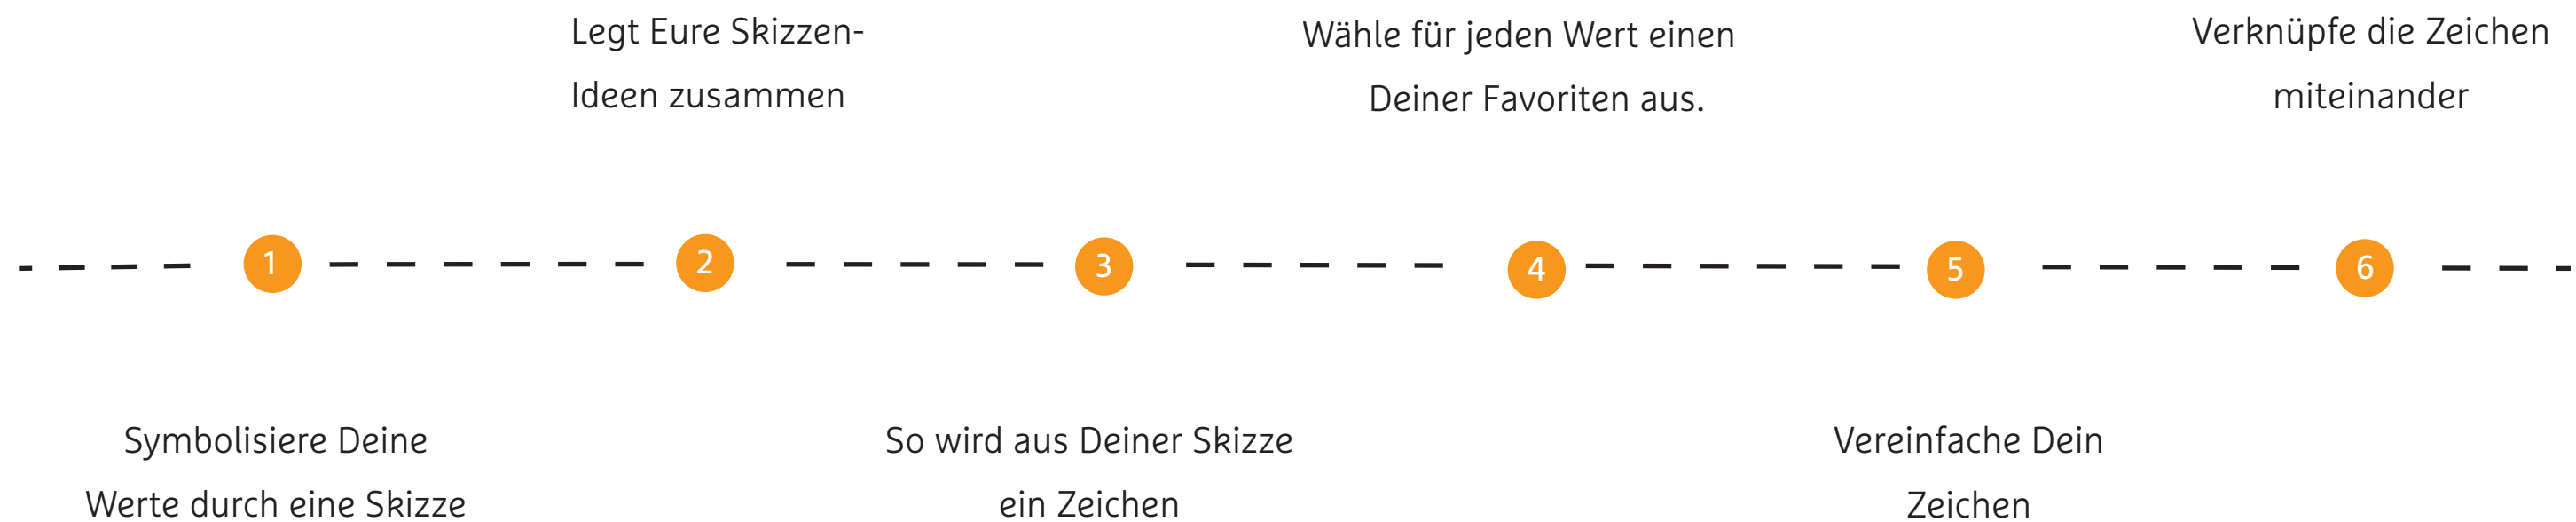 Legt Eure Skizzen-
Ideen zusammen
Wähle für jeden Wert einen
Deiner Favoriten aus.
Verknüpfe die Zeichen
miteinander
1
2
3
4
5
6
Symbolisiere Deine
Werte durch eine Skizze
So wird aus Deiner Skizze
ein Zeichen
Vereinfache Dein
Zeichen